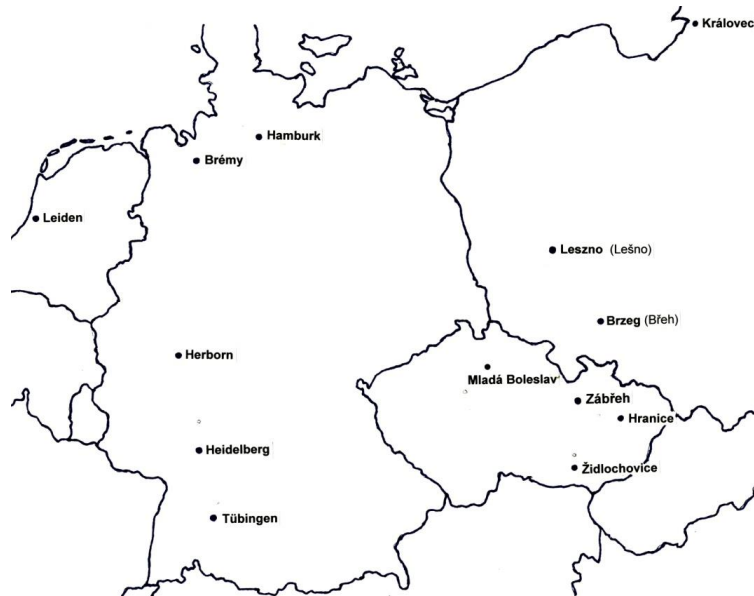 Královec
Hamburk
Brémy
Leiden
Leszno (Lešno)
Brzeg (Břeh)
Herborn
Mladá Boleslav
Zábřeh
Hranice
Heidelberg
Židlochovice
Tübingen